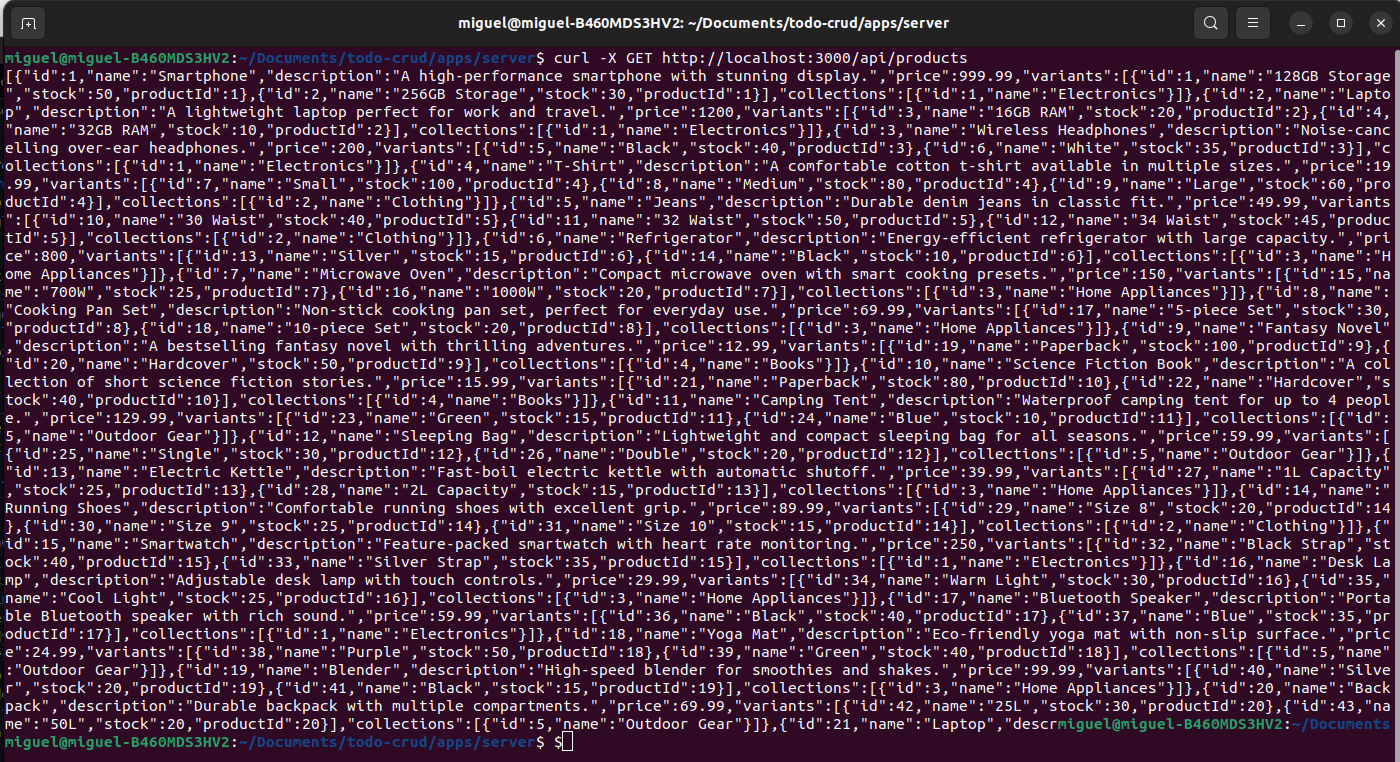 miguel@miguel-B460MDS3HV2: ~/Documents/todo-crud/apps/server
miguel@miguel-B460MDS3HV2:~/Documents/todo-crud/apps/server$ curl -X GET http://localhost:3000/api/products
[{"id":1,"name":"Smartphone","description":"A high-performance smartphone with stunning display.","price":999.99,"variants":[{"id":1,"name":"128GB Storage
","stock":50,"productId":1},{"id":2,"name":"256GB Storage","stock":30,"productId":1}],"collections":[{"id":1,"name":"Electronics"}]},{"id":2,"name":"Lapto
p","description":"A lightweight laptop perfect for work and travel.","price":1200,"variants":[{"id":3,"name":"16GB RAM","stock":20,"productId":2},{"id":4,
"name":"32GB RAM","stock":10,"productId":2}],"collections":[{"id":1,"name":"Electronics"}]},{"id":3,"name":"Wireless Headphones","description":"Noise-canc
elling over-ear headphones.","price":200,"variants":[{"id":5,"name":"Black","stock":40,"productId":3},{"id":6,"name":"White","stock":35,"productId":3}],"c
ollections":[{"id":1,"name":"Electronics"}]},{"id":4,"name":"T-Shirt","description":"A comfortable cotton t-shirt available in multiple sizes.","price":19
.99,"variants":[{"id":7,"name":"Small","stock":100,"productId":4},{"id":8,"name":"Medium","stock":80,"productId":4},{"id":9,"name":"Large","stock":60,"pro
ductId":4}],"collections":[{"id":2,"name":"Clothing"}]},{"id":5,"name":"Jeans","description":"Durable denim jeans in classic fit.","price":49.99,"variants
":[{"id":10,"name":"30 Waist","stock":40,"productId":5},{"id":11,"name":"32 Waist","stock":50,"productId":5},{"id":12,"name":"34 Waist","stock":45,"produc
tId":5}],"collections":[{"id":2,"name":"Clothing"}]},{"id":6,"name":"Refrigerator","description":"Energy-efficient refrigerator with large capacity.","pri
ce":800,"variants":[{"id":13,"name":"Silver","stock":15,"productId":6},{"id":14,"name":"Black","stock":10,"productId":6}],"collections":[{"id":3,"name":"H
ome Appliances"}]},{"id":7,"name":"Microwave Oven","description":"Compact microwave oven with smart cooking presets.","price":150,"variants":[{"id":15,"na
me":"700W","stock":25,"productId":7},{"id":16,"name":"1000W","stock":20,"productId":7}],"collections":[{"id":3,"name":"Home Appliances"}]},{"id":8,"name":
"Cooking Pan Set","description":"Non-stick cooking pan set, perfect for everyday use.","price":69.99,"variants":[{"id":17,"name":"5-piece Set","stock":30,
"productId":8},{"id":18,"name":"10-piece Set","stock":20,"productId":8}],"collections":[{"id":3,"name":"Home Appliances"}]},{"id":9,"name":"Fantasy Novel"
,"description":"A bestselling fantasy novel with thrilling adventures.","price":12.99,"variants":[{"id":19,"name":"Paperback","stock":100,"productId":9},{
"id":20,"name":"Hardcover","stock":50,"productId":9}],"collections":[{"id":4,"name":"Books"}]},{"id":10,"name":"Science Fiction Book","description":"A col
lection of short science fiction stories.","price":15.99,"variants":[{"id":21,"name":"Paperback","stock":80,"productId":10},{"id":22,"name":"Hardcover","s
tock":40,"productId":10}],"collections":[{"id":4,"name":"Books"}]},{"id":11,"name":"Camping Tent","description":"Waterproof camping tent for up to 4 peopl
e.","price":129.99,"variants":[{"id":23,"name":"Green","stock":15,"productId":11},{"id":24,"name":"Blue","stock":10,"productId":11}],"collections":[{"id":
5,"name":"Outdoor Gear"}]},{"id":12,"name":"Sleeping Bag","description":"Lightweight and compact sleeping bag for all seasons.","price":59.99,"variants":[
{"id":25,"name":"Single","stock":30,"productId":12},{"id":26,"name":"Double","stock":20,"productId":12}],"collections":[{"id":5,"name":"Outdoor Gear"}]},{
"id":13,"name":"Electric Kettle","description":"Fast-boil electric kettle with automatic shutoff.","price":39.99,"variants":[{"id":27,"name":"1L Capacity"
,"stock":25,"productId":13},{"id":28,"name":"2L Capacity","stock":15,"productId":13}],"collections":[{"id":3,"name":"Home Appliances"}]},{"id":14,"name":"
Running Shoes","description":"Comfortable running shoes with excellent grip.","price":89.99,"variants":[{"id":29,"name":"Size 8","stock":20,"productId":14
},{"id":30,"name":"Size 9","stock":25,"productId":14},{"id":31,"name":"Size 10","stock":15,"productId":14}],"collections":[{"id":2,"name":"Clothing"}]},{"
id":15,"name":"Smartwatch","description":"Feature-packed smartwatch with heart rate monitoring.","price":250,"variants":[{"id":32,"name":"Black Strap","st
ock":40,"productId":15},{"id":33,"name":"Silver Strap","stock":35,"productId":15}],"collections":[{"id":1,"name":"Electronics"}]},{"id":16,"name":"Desk La
mp","description":"Adjustable desk lamp with touch controls.","price":29.99,"variants":[{"id":34,"name":"Warm Light","stock":30,"productId":16},{"id":35,"
name":"Cool Light","stock":25,"productId":16}],"collections":[{"id":3,"name":"Home Appliances"}]},{"id":17,"name":"Bluetooth Speaker","description":"Porta
ble Bluetooth speaker with rich sound.","price":59.99,"variants":[{"id":36,"name":"Black","stock":40,"productId":17},{"id":37,"name":"Blue","stock":35,"pr
oductId":17}],"collections":[{"id":1,"name":"Electronics"}]},{"id":18,"name":"Yoga Mat","description":"Eco-friendly yoga mat with non-slip surface.","pric
e":24.99,"variants":[{"id":38,"name":"Purple","stock":50,"productId":18},{"id":39,"name":"Green","stock":40,"productId":18}],"collections":[{"id":5,"name":
"Outdoor Gear"}]},{"id":19,"name":"Blender","description":"High-speed blender for smoothies and shakes.","price":99.99,"variants":[{"id":40,"name":"Silve
r","stock":20,"productId":19},{"id":41,"name":"Black","stock":15,"productId":19}],"collections":[{"id":3,"name":"Home Appliances"}]},{"id":20,"name":"Back
pack","description":"Durable backpack with multiple compartments.","price":69.99,"variants":[{"id":42,"name":"25L","stock":30,"productId":20},{"id":43,"na
me":"50L","stock":20,"productId":20}],"collections":[{"id":5,"name":"Outdoor Gear"}]},{"id":21,"name":"Laptop","descrmiguel@miguel-B460MDS3HV2:~/Documents
miguel@miguel-B460MDS3HV2:~/Documents/todo-crud/apps/server$ $